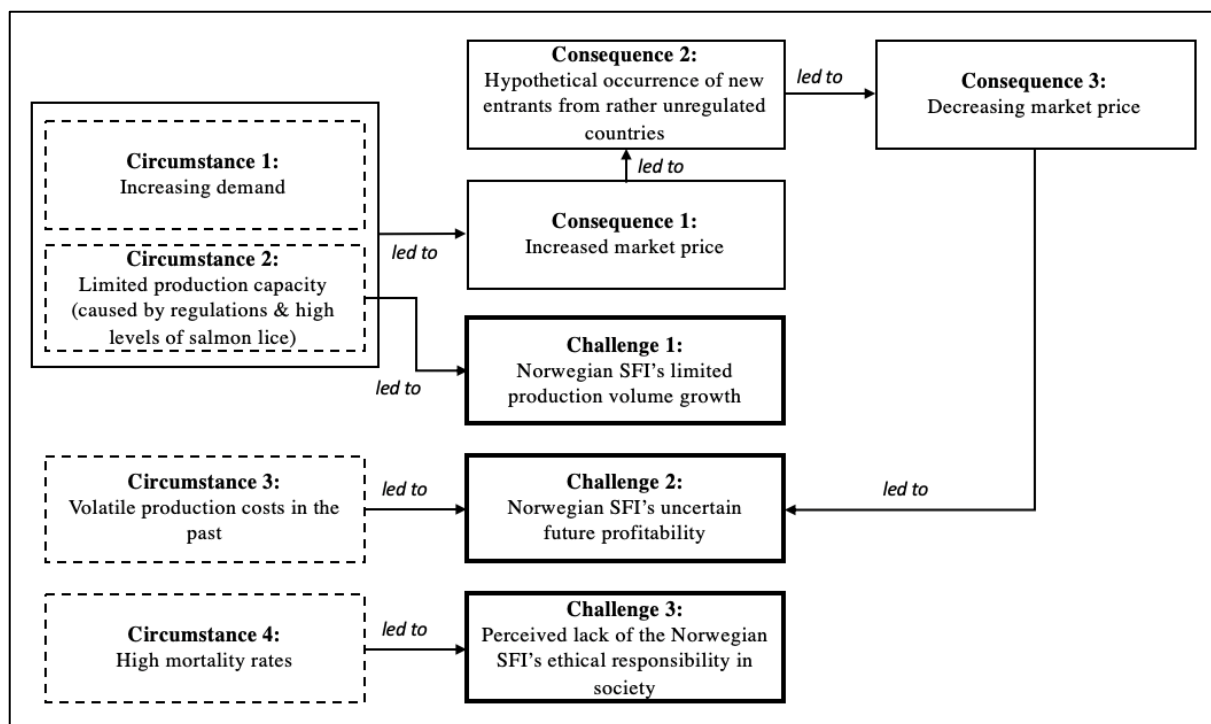 Consequence 2:
Hypothetical occurrence of new
entrants from rather unregulated
countries
led to
Consequence 3:
Decreasing market price
Circumstance 1:
Increasing demand
led to
Consequence 1:
Increased market price
Circumstance 2:
Limited production capacity
(caused by regulations & high
levels of salmon lice)
led to
led to
Challenge 1:
Norwegian SFI's limited
production volume growth
Circumstance 3:
Volatile production costs in the
past
led to
Challenge 2:
Norwegian SFI's uncertain
future profitability
led to
Circumstance 4:
High mortality rates
led to
Challenge 3:
Perceived lack of the Norwegian
SFI's ethical responsibility in
society